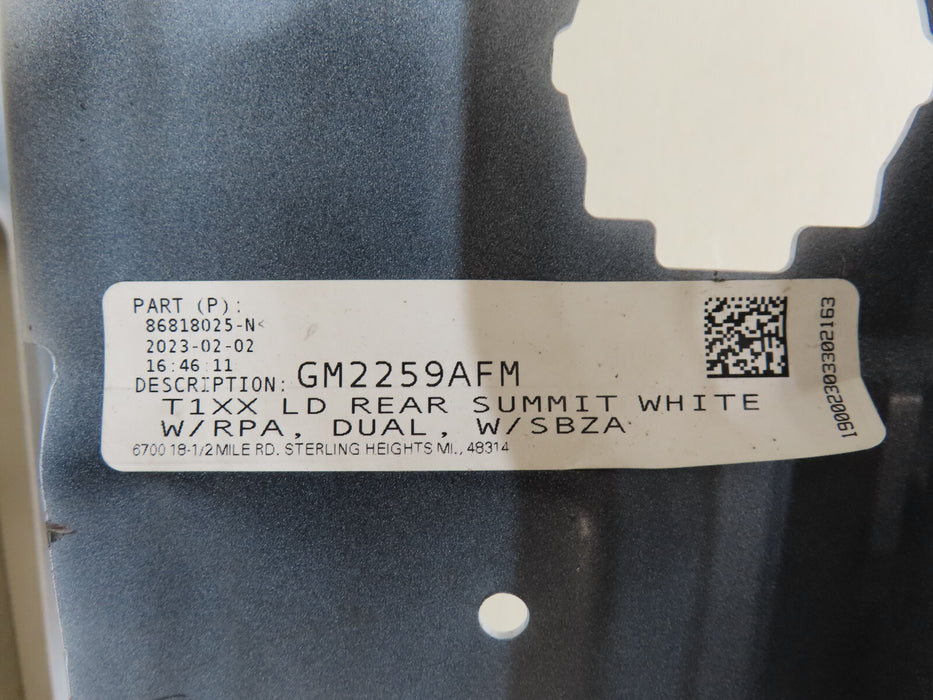 PART (P):
86818025-N<
2023-02-02
16:46:11
DESCRIPTION: GM2259AFM
T1XX LD REAR SUMMIT WHITE
W/RPA, DUAL, W/SBZA
6700 18-1/2 MILE RD. STERLING HEIGHTS MI., 48314
190023033302163